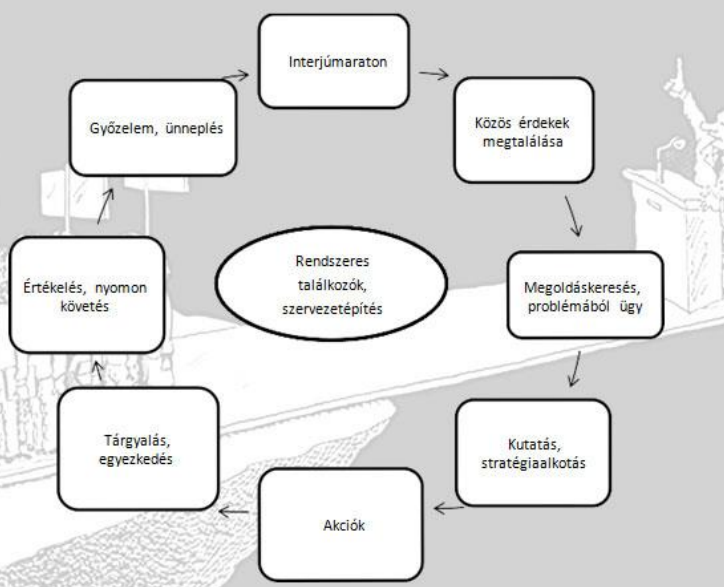 Interjúmaraton
Közös érdekek
megtalálása
Megoldáskeresés,
problémából ügy
Kutatás,
stratégiaalkotás
Akciók
Tárgyalás,
egyezkedés
Értékelés, nyomon
követés
Győzelem, ünneplés
Rendszeres
találkozók,
szervezetépítés